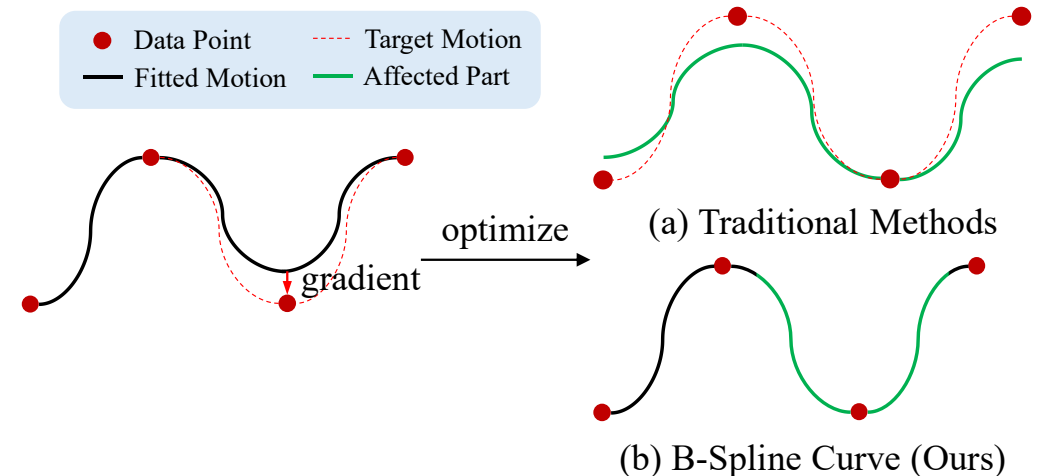 Data Point
Target Motion
Fitted Motion
Affected Part
gradient
optimize
(a) Traditional Methods
(b) B-Spline Curve (Ours)